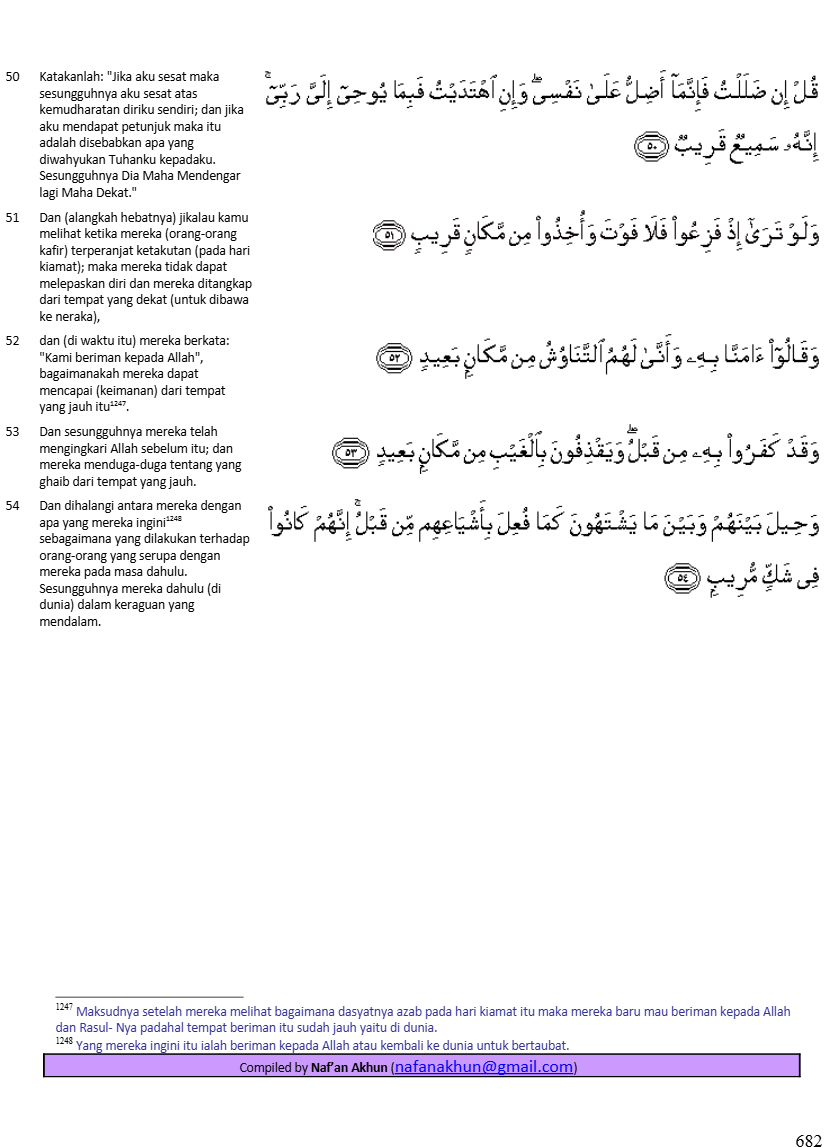 50 Katakanlah: "Jika aku sesat maka
sesungguhnya aku sesat atas
kemudharatan diriku sendiri; dan jika
aku mendapat petunjuk maka itu
adalah disebabkan apa yang
diwahyukan Tuhanku kepadaku.
Sesungguhnya Dia Maha Mendengar
lagi Maha Dekat."
قُلْ إِن ضَلَلْتُ فَإِنَّمَآ أَضِلُّ عَلَىٰ نَفْسِى ۖ وَإِنِ ٱهْتَدَيْتُ فَبِمَا يُوحِىٓ إِلَىَّ رَبِّىٓ ۚ
إِنَّهُۥ سَمِيعٌ قَرِيبٌ ﴿٥٠﴾
51 Dan (alangkah hebatnya) jikalau kamu
melihat ketika mereka (orang-orang
kafir) terperanjat ketakutan (pada hari
kiamat); maka mereka tidak dapat
melepaskan diri dan mereka ditangkap
dari tempat yang dekat (untuk dibawa
ke neraka),
وَلَوْ تَرَىٰٓ إِذْ فَزِعُوا۟ فَلَا فَوْتَ وَأُخِذُوا۟ مِن مَّكَانٍ قَرِيبٍ ﴿٥١﴾
52 dan (di waktu itu) mereka berkata:
"Kami beriman kepada Allah",
bagaimanakah mereka dapat
mencapai (keimanan) dari tempat
yang jauh itu¹²⁴⁷.
وَقَالُوٓا۟ ءَامَنَّا بِهِۦ وَأَنَّىٰ لَهُمُ ٱلتَّنَاوُشُ مِن مَّكَانٍۭ بَعِيدٍ ﴿٥٢﴾
53 Dan sesungguhnya mereka telah
mengingkari Allah sebelum itu; dan
mereka menduga-duga tentang yang
ghaib dari tempat yang jauh.
وَقَدْ كَفَرُوا۟ بِهِۦ مِن قَبْلُ ۖ وَيَقْذِفُونَ بِٱلْغَيْبِ مِن مَّكَانٍۭ بَعِيدٍ ﴿٥٣﴾
54 Dan dihalangi antara mereka dengan
apa yang mereka ingini¹²⁴⁸
sebagaimana yang dilakukan terhadap
orang-orang yang serupa dengan
mereka pada masa dahulu.
Sesungguhnya mereka dahulu (di
dunia) dalam keraguan yang
mendalam.
وَحِيلَ بَيْنَهُمْ وَبَيْنَ مَا يَشْتَهُونَ كَمَا فُعِلَ بِأَشْيَاعِهِم مِّن قَبْلُ ۚ إِنَّهُمْ كَانُوا۟
فِى شَكٍّ مُّرِيبٍۭ ﴿٥٤﴾
¹²⁴⁷ Maksudnya setelah mereka melihat bagaimana dasyatnya azab pada hari kiamat itu maka mereka baru mau beriman kepada Allah
dan Rasul- Nya padahal tempat beriman itu sudah jauh yaitu di dunia.
¹²⁴⁸ Yang mereka ingini itu ialah beriman kepada Allah atau kembali ke dunia untuk bertaubat.
Compiled by Naf’an Akhun (nafanakhun@gmail.com)
682